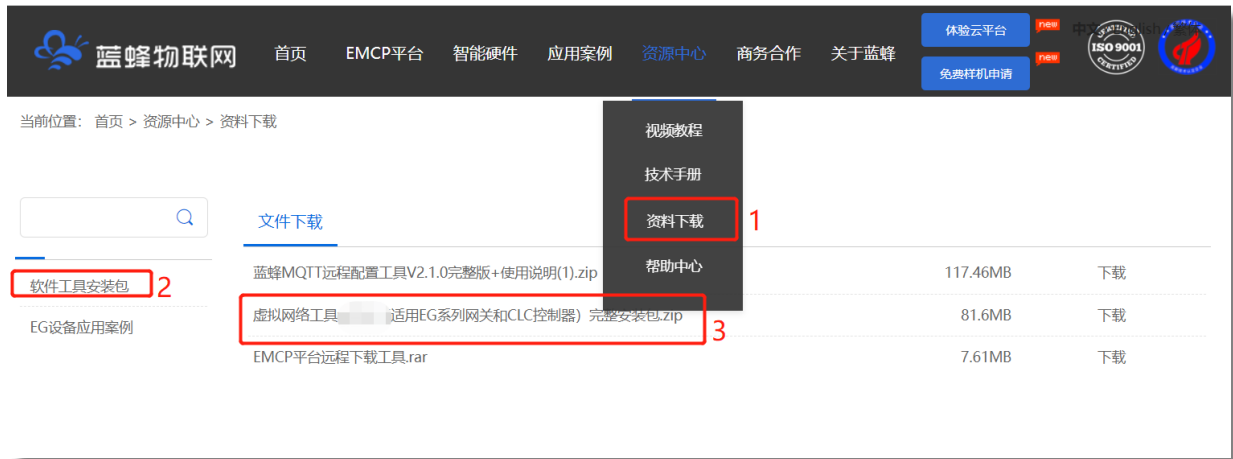 蓝蜂物联网 首页 EMCP平台 智能硬件 应用案例 资源中心 商务合作 关于蓝蜂 体验云平台 new
免费样机申请 new
ISO 9001
CERTIFIED
当前位置： 首页 > 资源中心 > 资料下载
视频教程
技术手册
资料下载 1
帮助中心
文件下载
软件工具安装包 2
EG设备应用案例
蓝蜂MQTT远程配置工具V2.1.0完整版+使用说明(1).zip 117.46MB 下载
虚拟网络工具 适用EG系列网关和CLC控制器）完整安装包.zip 81.6MB 下载
3
EMCP平台远程下载工具.rar 7.61MB 下载